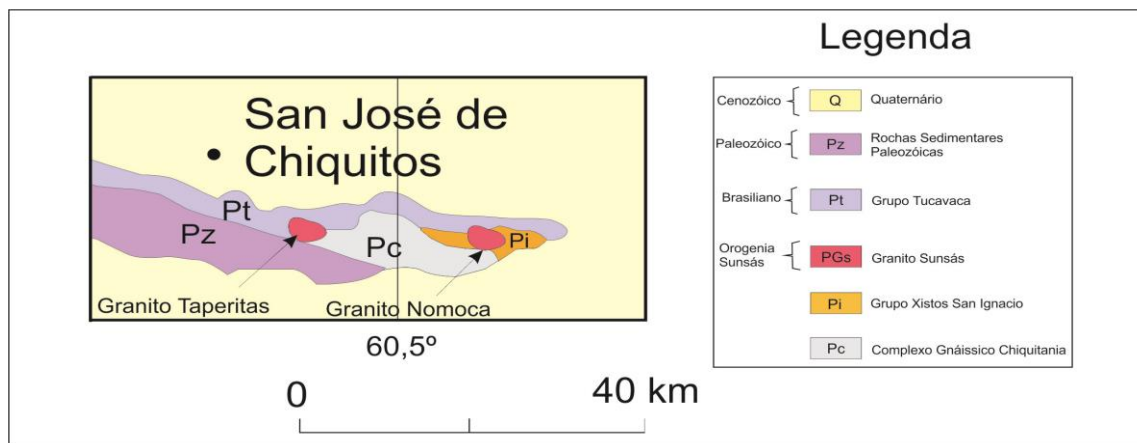 Legenda
San José de
Chiquitos
Pt
Pz
Pc
Pi
Granito Taperitas
Granito Nomoca
60,5º
0
40 km
Cenozóico
Q
Quaternário
Paleozóico
Pz
Rochas Sedimentares
Paleozóicas
Brasiliano
Pt
Grupo Tucavaca
Orogenia
Sunsás
PGs
Granito Sunsás
Pi
Grupo Xistos San Ignacio
Pc
Complexo Gnáissico Chiquitania